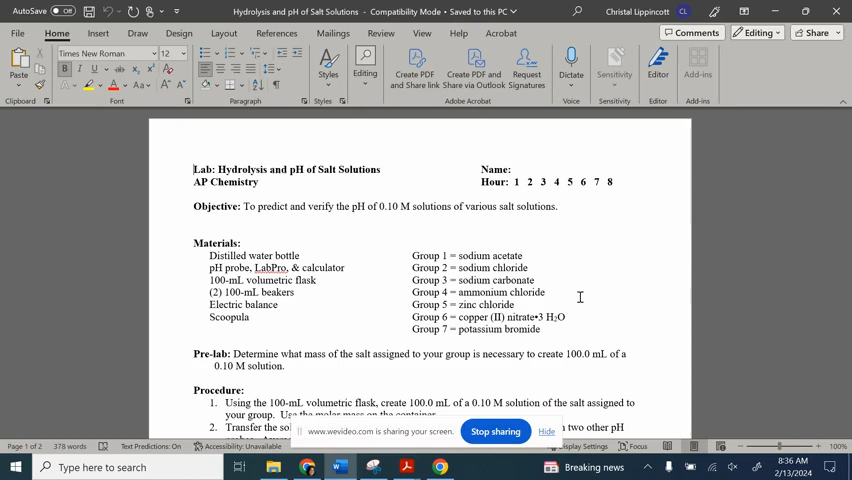 AutoSave Off Hydrolysis and pH of Salt Solutions - Compatibility Mode • Saved to this PC Christal Lippincott CL
File Home Insert Draw Design Layout References Mailings Review View Help Acrobat Comments Editing Share
Times New Roman 12
Paste Styles Editing Create PDF and Share link Create PDF and Share via Outlook Request Signatures Dictate Sensitivity Editor Add-ins
Clipboard Font Paragraph Styles Adobe Acrobat Voice Sensitivity Editor Add-ins
Lab: Hydrolysis and pH of Salt Solutions Name:
AP Chemistry Hour: 1 2 3 4 5 6 7 8
Objective: To predict and verify the pH of 0.10 M solutions of various salt solutions.
Materials:
Distilled water bottle Group 1 = sodium acetate
pH probe, LabPro, & calculator Group 2 = sodium chloride
100-mL volumetric flask Group 3 = sodium carbonate
(2) 100-mL beakers Group 4 = ammonium chloride
Electric balance Group 5 = zinc chloride
Scoopula Group 6 = copper (II) nitrate•3 H₂O
Group 7 = potassium bromide
Pre-lab: Determine what mass of the salt assigned to your group is necessary to create 100.0 mL of a
0.10 M solution.
Procedure:
1. Using the 100-mL volumetric flask, create 100.0 mL of a 0.10 M solution of the salt assigned to
your group. Use the molar mass on the container.
2. Transfer the so two other pH
www.wevideo.com is sharing your screen. Stop sharing Hide
Page 1 of 2 378 words Text Predictions: On Accessibility: Unavailable Display Settings Focus 100%
Type here to search Breaking news 8:36 AM
2/13/2024